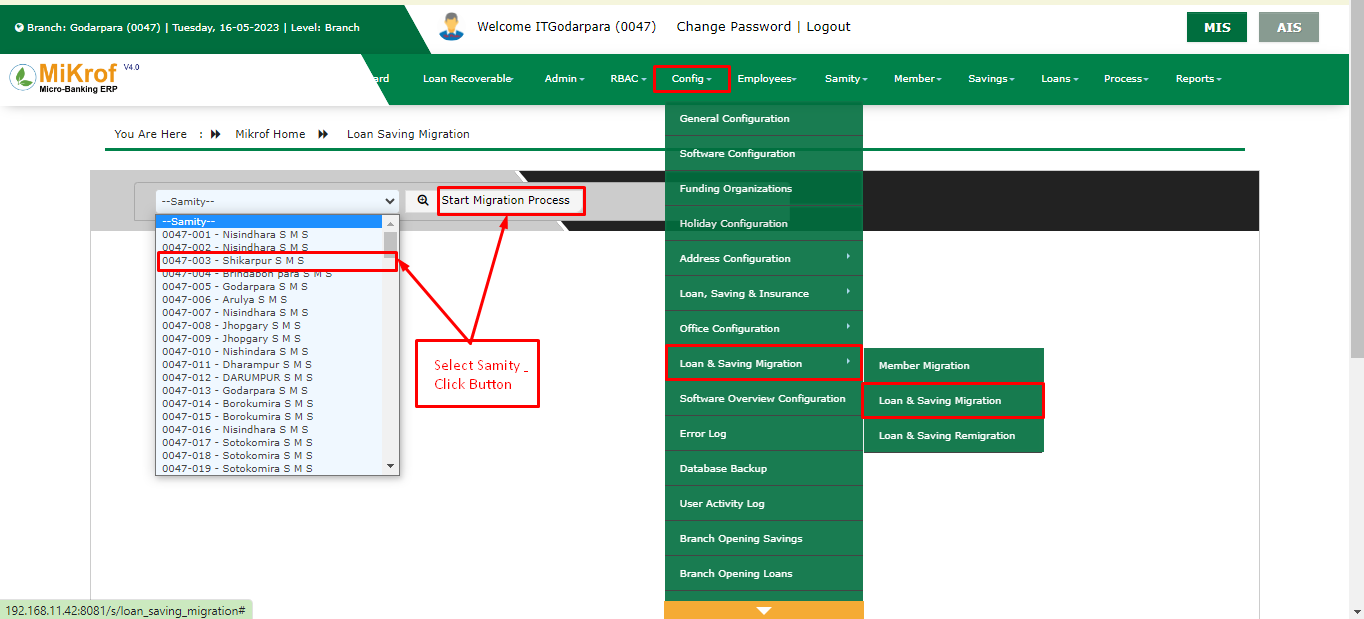 Branch: Godarpara (0047) | Tuesday, 16-05-2023 | Level: Branch
Welcome ITGodarpara (0047) Change Password | Logout
MIS AIS
MiKrof V4.0
Micro-Banking ERP
ard Loan Recoverable Admin RBAC Config Employees Samity Member Savings Loans Process Reports
You Are Here : Mikrof Home Loan Saving Migration
--Samity--
Start Migration Process
--Samity--
0047-001 - Nisindhara S M S
0047-002 - Nisindhara S M S
0047-003 - Shikarpur S M S
0047-004 - Brindabon para S M S
0047-005 - Godarpara S M S
0047-006 - Arulya S M S
0047-007 - Nisindhara S M S
0047-008 - Jhopgary S M S
0047-009 - Jhopgary S M S
0047-010 - Nishindara S M S
0047-011 - Dharampur S M S
0047-012 - DARUMPUR S M S
0047-013 - Godarpara S M S
0047-014 - Borokumira S M S
0047-015 - Borokumira S M S
0047-016 - Nisindhara S M S
0047-017 - Sotokomira S M S
0047-018 - Sotokomira S M S
0047-019 - Sotokomira S M S
Select Samity _
Click Button
General Configuration
Software Configuration
Funding Organizations
Holiday Configuration
Address Configuration
Loan, Saving & Insurance
Office Configuration
Loan & Saving Migration
Software Overview Configuration
Error Log
Database Backup
User Activity Log
Branch Opening Savings
Branch Opening Loans
Member Migration
Loan & Saving Migration
Loan & Saving Remigration
192.168.11.42:8081/s/loan_saving_migration#